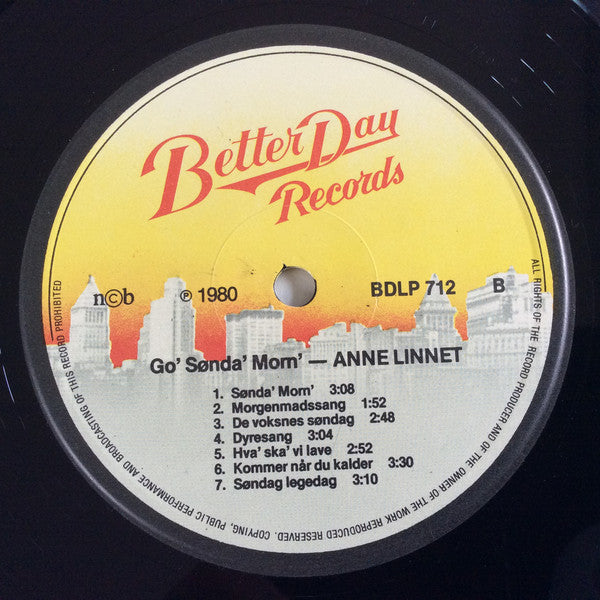 Better Day
Records
n©b
℗ 1980
BDLP 712
B
Go' Sønda' Morn' — ANNE LINNET
1. Sønda' Morn' 3:08
2. Morgenmadssang 1:52
3. De voksnes søndag 2:48
4. Dyresang 3:04
5. Hva' ska' vi lave 2:52
6. Kommer når du kalder 3:30
7. Søndag legedag 3:10
ALL RIGHTS OF THE RECORD PRODUCER AND OF THE OWNER OF THE WORK REPRODUCED RESERVED. COPYING, PUBLIC PERFORMANCE AND BROADCASTING OF THIS RECORD PROHIBITED